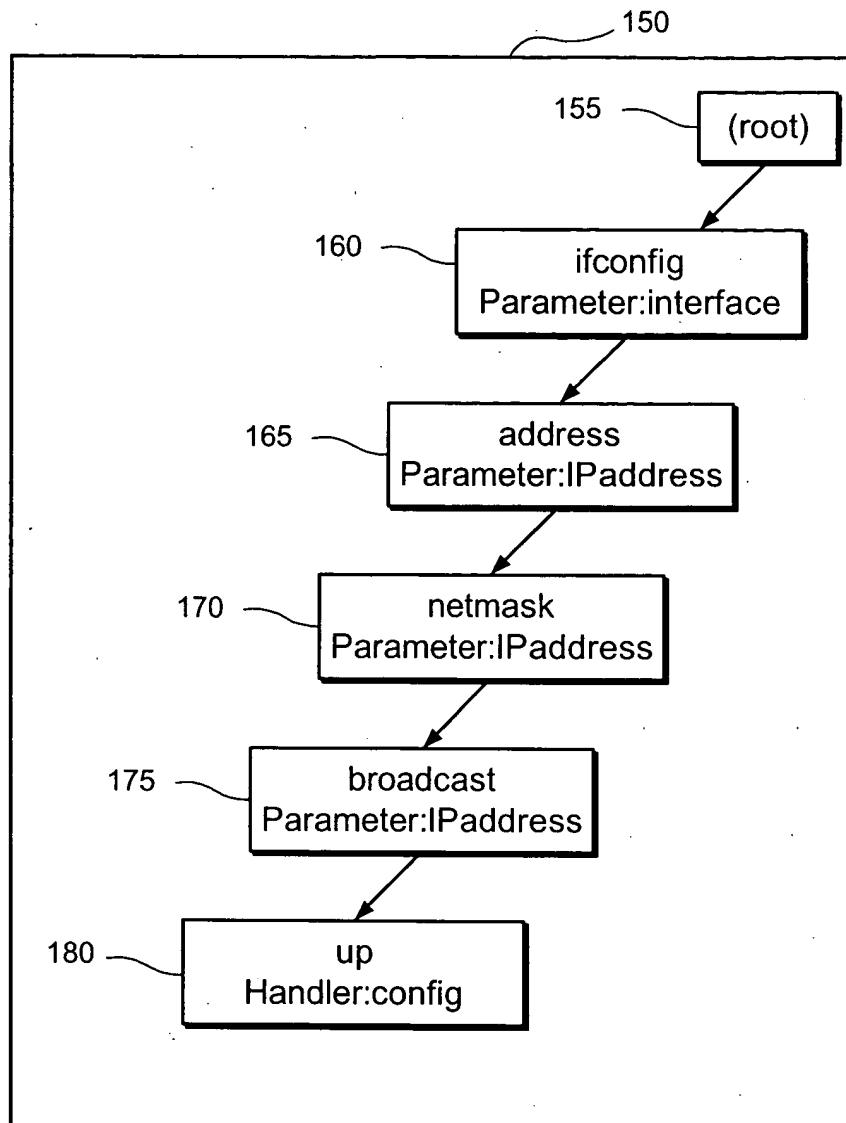 150
155
(root)
160
ifconfig
Parameter:interface
165
address
Parameter:IPaddress
170
netmask
Parameter:IPaddress
175
broadcast
Parameter:IPaddress
180
up
Handler:config